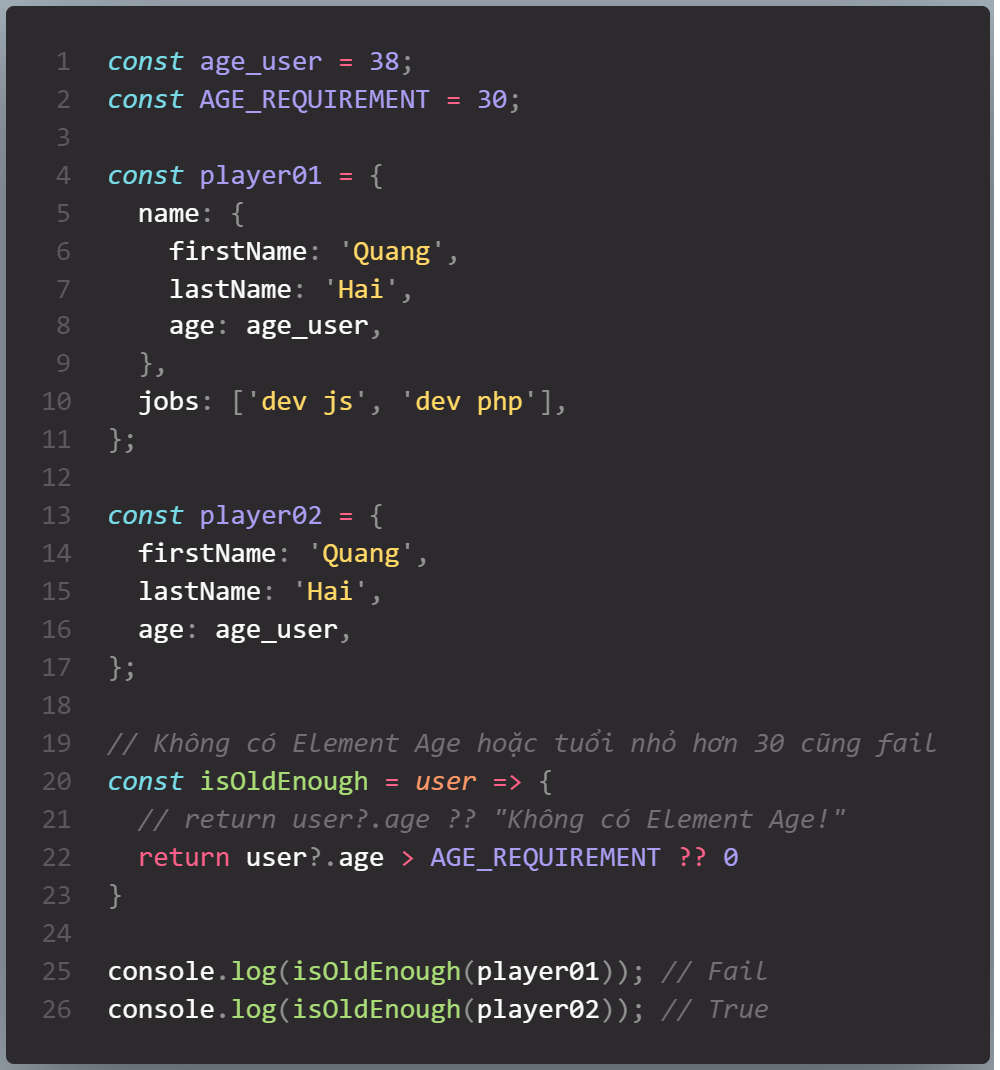 1 const age_user = 38;
2 const AGE_REQUIREMENT = 30;
3
4 const player01 = {
5   name: {
6     firstName: 'Quang',
7     lastName: 'Hai',
8     age: age_user,
9   },
10   jobs: ['dev js', 'dev php'],
11 };
12
13 const player02 = {
14   firstName: 'Quang',
15   lastName: 'Hai',
16   age: age_user,
17 };
18
19 // Không có Element Age hoặc tuổi nhỏ hơn 30 cũng fail
20 const isOldEnough = user => {
21   // return user?.age ?? "Không có Element Age!"
22   return user?.age > AGE_REQUIREMENT ?? 0
23 }
24
25 console.log(isOldEnough(player01)); // Fail
26 console.log(isOldEnough(player02)); // True